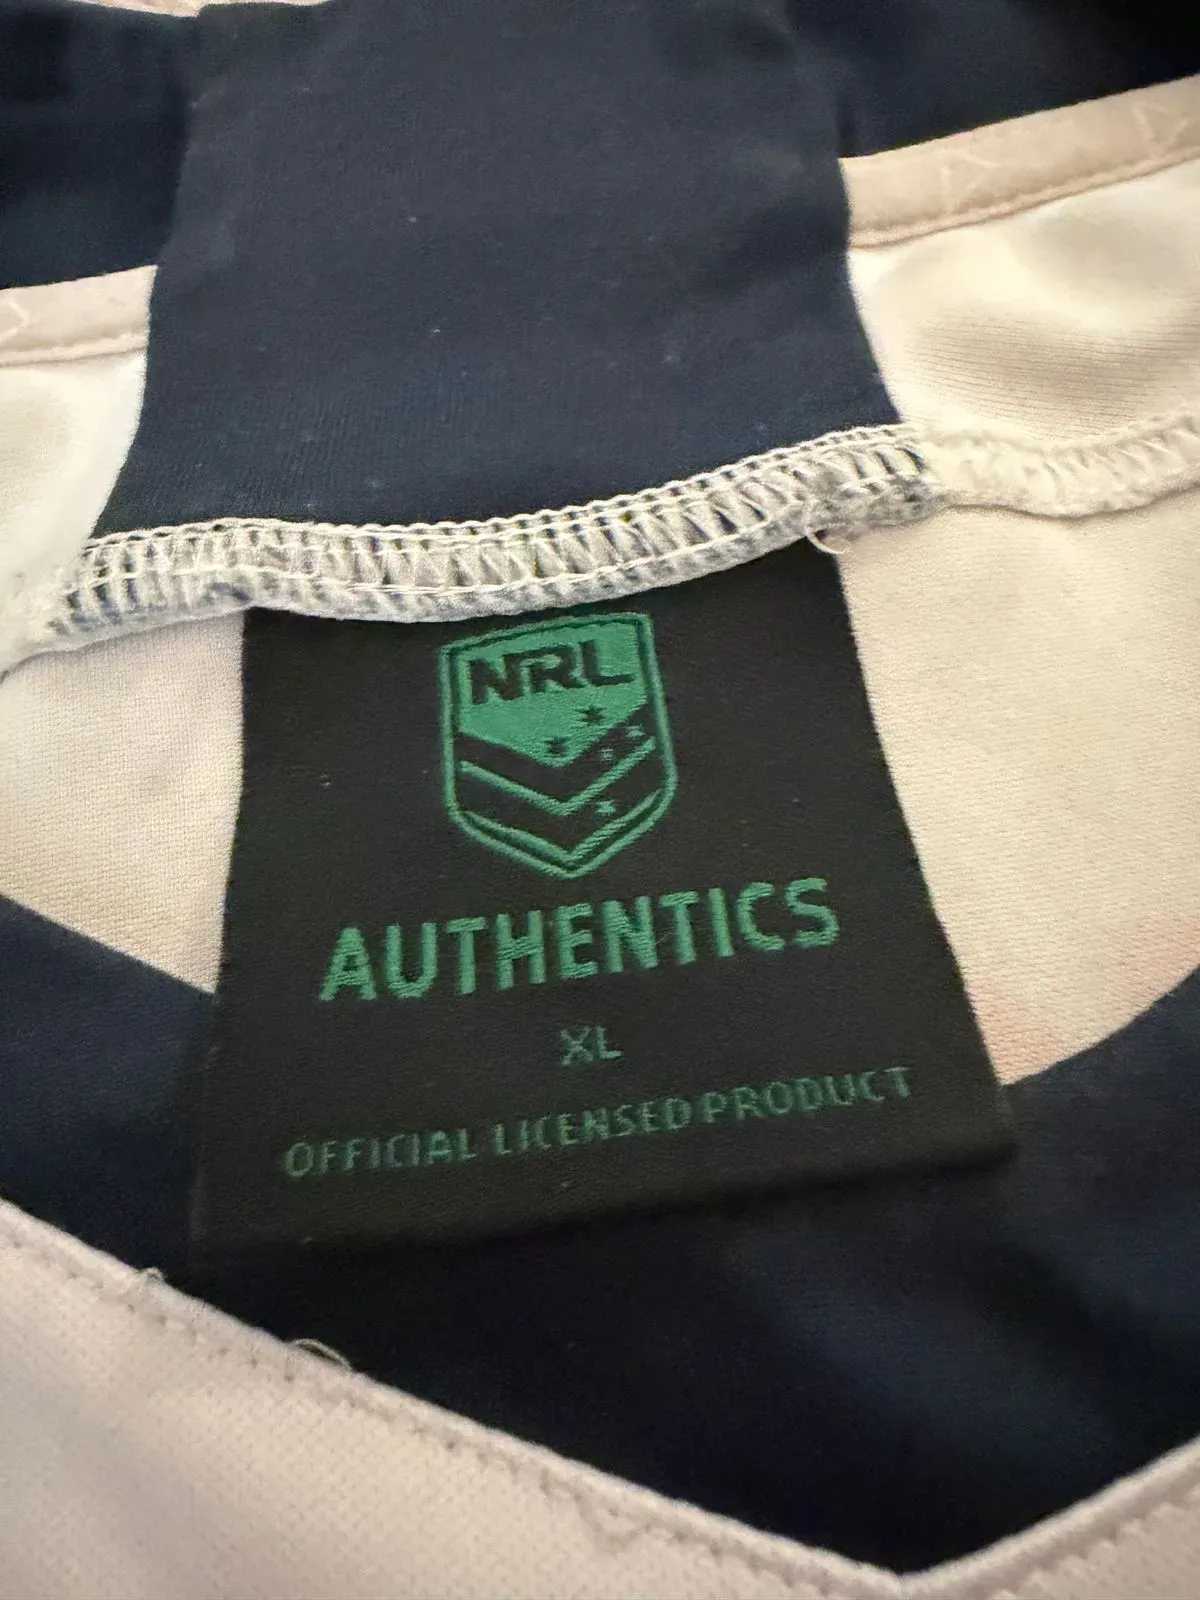 NRL
AUTHENTICS
XL
OFFICIAL LICENSED PRODUCT